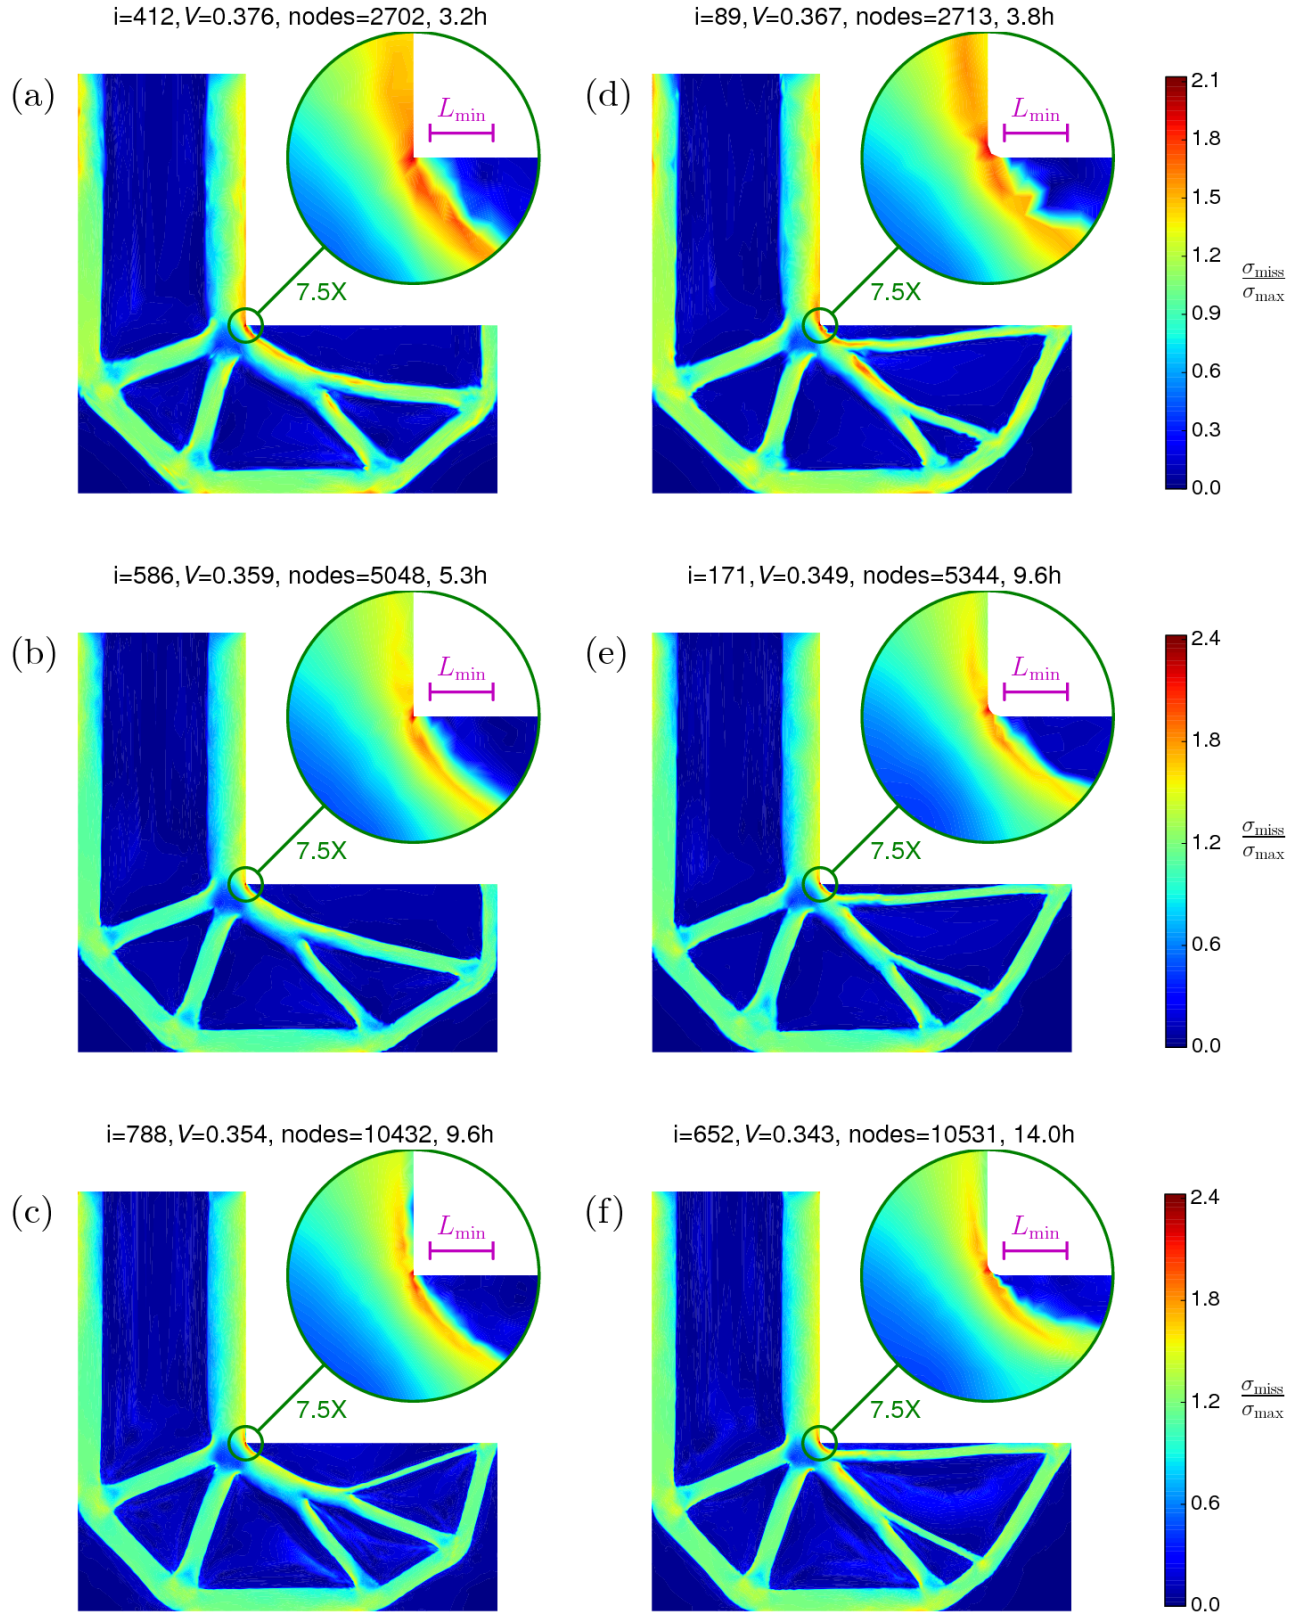 i=412, V=0.376, nodes=2702, 3.2h
i=89, V=0.367, nodes=2713, 3.8h
(a)
L_min
7.5X
(d)
L_min
7.5X
2.1
1.8
1.5
1.2
0.9
0.6
0.3
0.0
σ_miss
σ_max
i=586, V=0.359, nodes=5048, 5.3h
i=171, V=0.349, nodes=5344, 9.6h
(b)
L_min
7.5X
(e)
L_min
7.5X
2.4
1.8
1.2
0.6
0.0
σ_miss
σ_max
i=788, V=0.354, nodes=10432, 9.6h
i=652, V=0.343, nodes=10531, 14.0h
(c)
L_min
7.5X
(f)
L_min
7.5X
2.4
1.8
1.2
0.6
0.0
σ_miss
σ_max